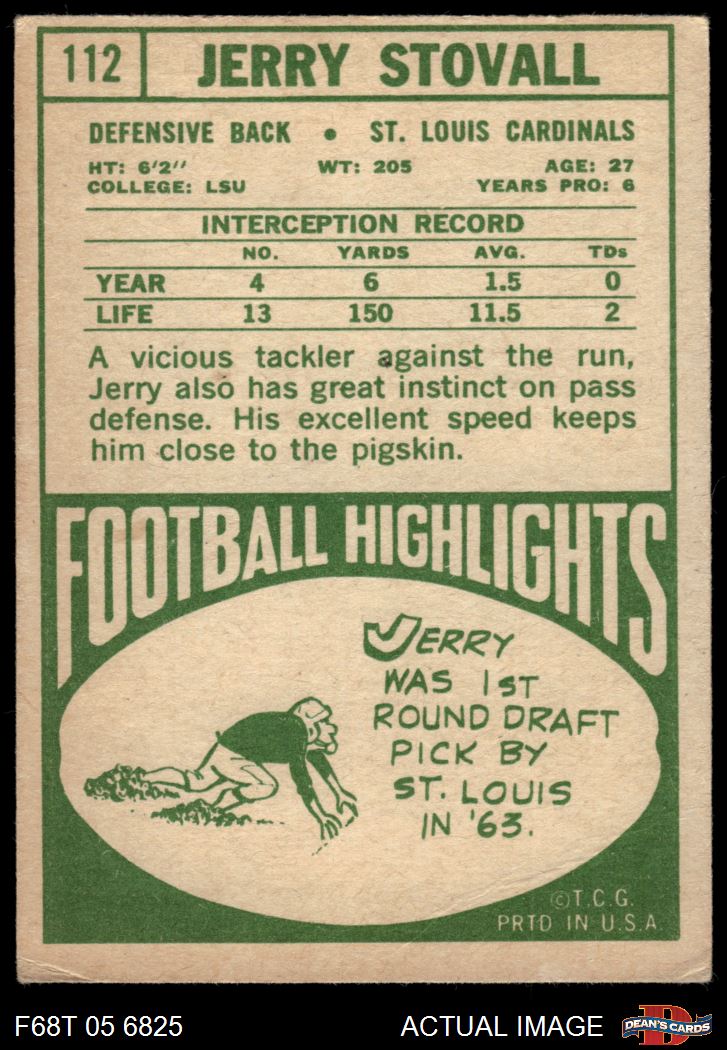 112 JERRY STOVALL
DEFENSIVE BACK • ST. LOUIS CARDINALS
HT: 6'2" WT: 205 AGE: 27
COLLEGE: LSU YEARS PRO: 6
INTERCEPTION RECORD
NO. YARDS AVG. TDs
YEAR 4 6 1.5 0
LIFE 13 150 11.5 2
A vicious tackler against the run,
Jerry also has great instinct on pass
defense. His excellent speed keeps
him close to the pigskin.
FOOTBALL HIGHLIGHTS
JERRY
WAS 1ST
ROUND DRAFT
PICK BY
ST. LOUIS
IN '63.
©T.C.G.
PRTD IN U.S.A.
F68T 05 6825 ACTUAL IMAGE D DEAN'S CARDS